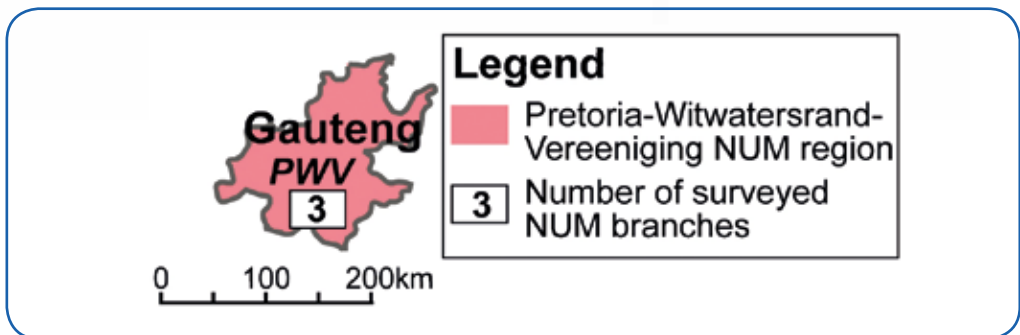 Gauteng
PWV
3
0 100 200km
Legend
Pretoria-Witwatersrand-
Vereeniging NUM region
3 Number of surveyed
NUM branches